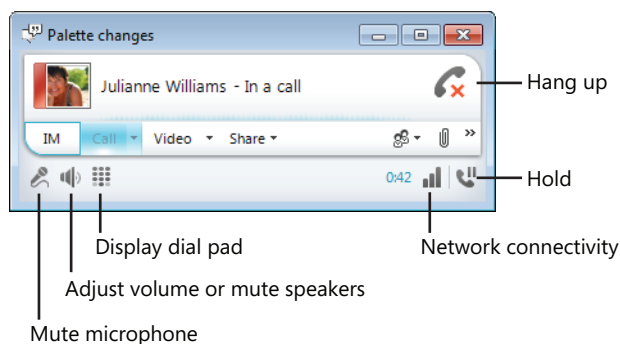 Palette changes
Julianne Williams - In a call
Hang up
IM Call Video Share »
0:42
Hold
Display dial pad
Network connectivity
Adjust volume or mute speakers
Mute microphone